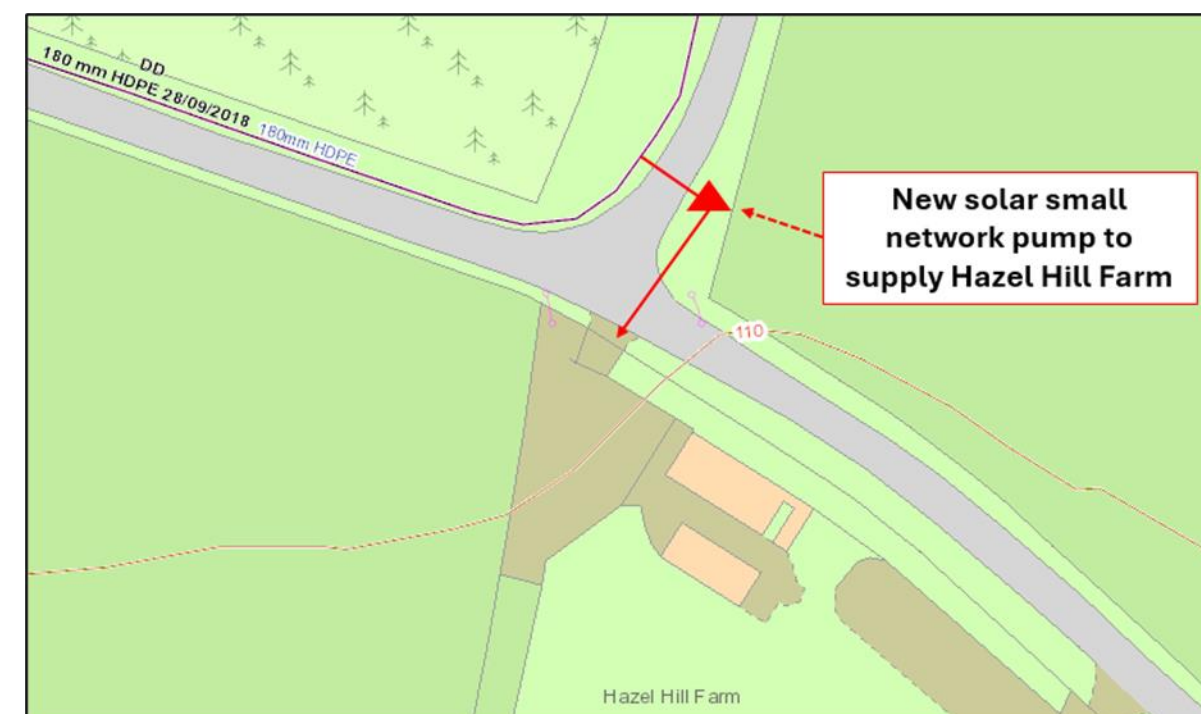 DD
180 mm HDPE 28/09/2018
180mm HDPE
New solar small
network pump to
supply Hazel Hill Farm
110
Hazel Hill Farm